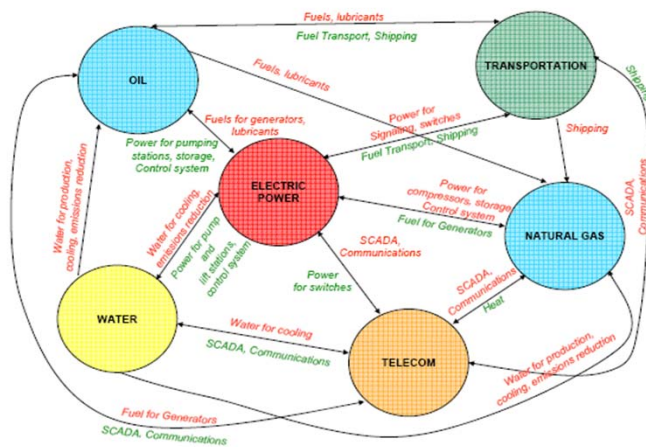 Fuels, lubricants
Fuel Transport, Shipping
OIL
TRANSPORTATION
Fuels, lubricants
Shipping
Fuels for generators,
lubricants
Power for
Signaling, switches
Fuel Transport, Shipping
Shipping
Power for pumping
stations, storage,
Control system
ELECTRIC
POWER
Power for
compressors, storage
Control system
Fuel for Generators
SCADA,
Communications
Water for production,
cooling, emissions reduction
Water for cooling,
emissions reduction
Power for pump
and
lift stations,
control system
NATURAL GAS
SCADA,
Communications
Power
for switches
SCADA,
Communications
Heat
WATER
Water for cooling
SCADA, Communications
TELECOM
Water for production,
cooling, emissions reduction
Fuel for Generators
SCADA, Communications